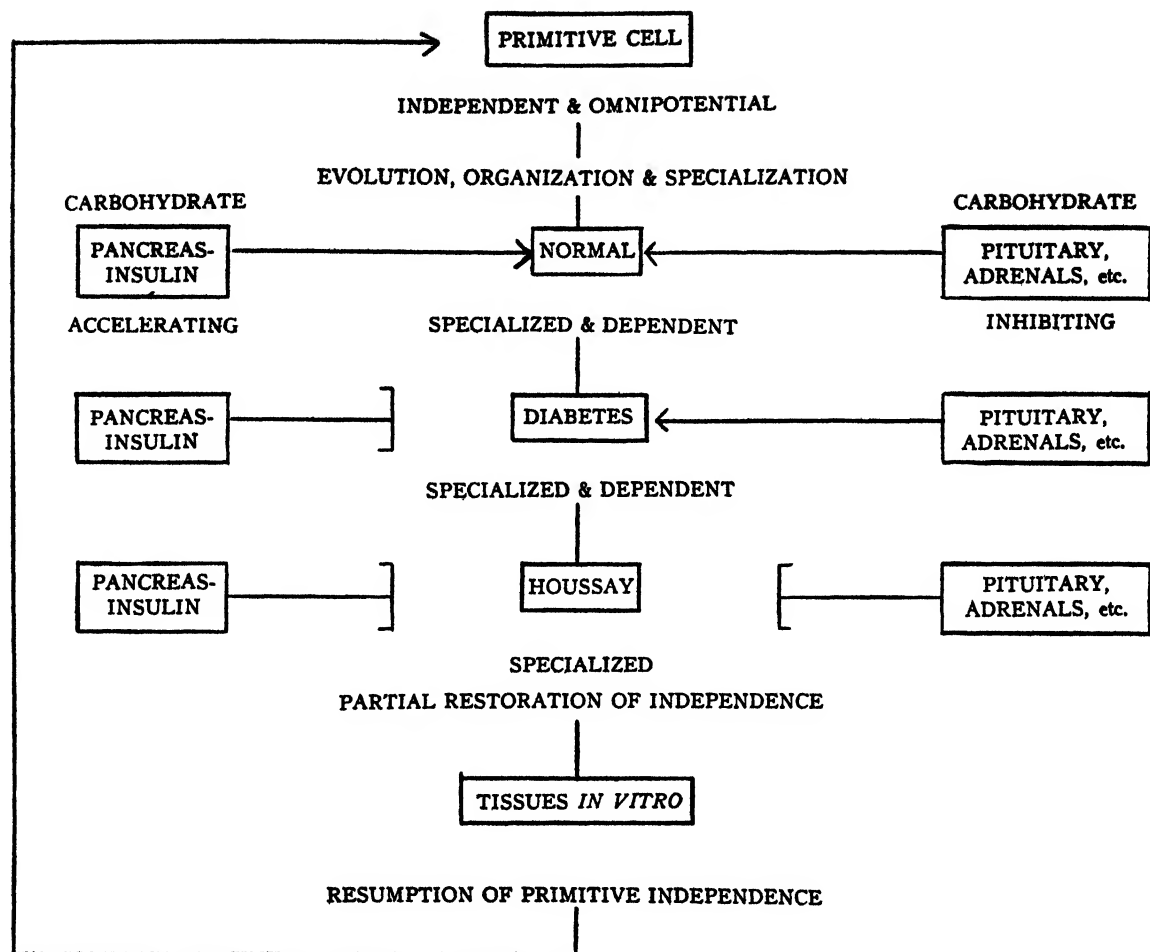 PRIMITIVE CELL
INDEPENDENT & OMNIPOTENTIAL
EVOLUTION, ORGANIZATION & SPECIALIZATION
CARBOHYDRATE
PANCREAS-
INSULIN
ACCELERATING
NORMAL
CARBOHYDRATE
PITUITARY,
ADRENALS, etc.
INHIBITING
SPECIALIZED & DEPENDENT
PANCREAS-
INSULIN
DIABETES
PITUITARY,
ADRENALS, etc.
SPECIALIZED & DEPENDENT
PANCREAS-
INSULIN
HOUSSAY
PITUITARY,
ADRENALS, etc.
SPECIALIZED
PARTIAL RESTORATION OF INDEPENDENCE
TISSUES IN VITRO
RESUMPTION OF PRIMITIVE INDEPENDENCE